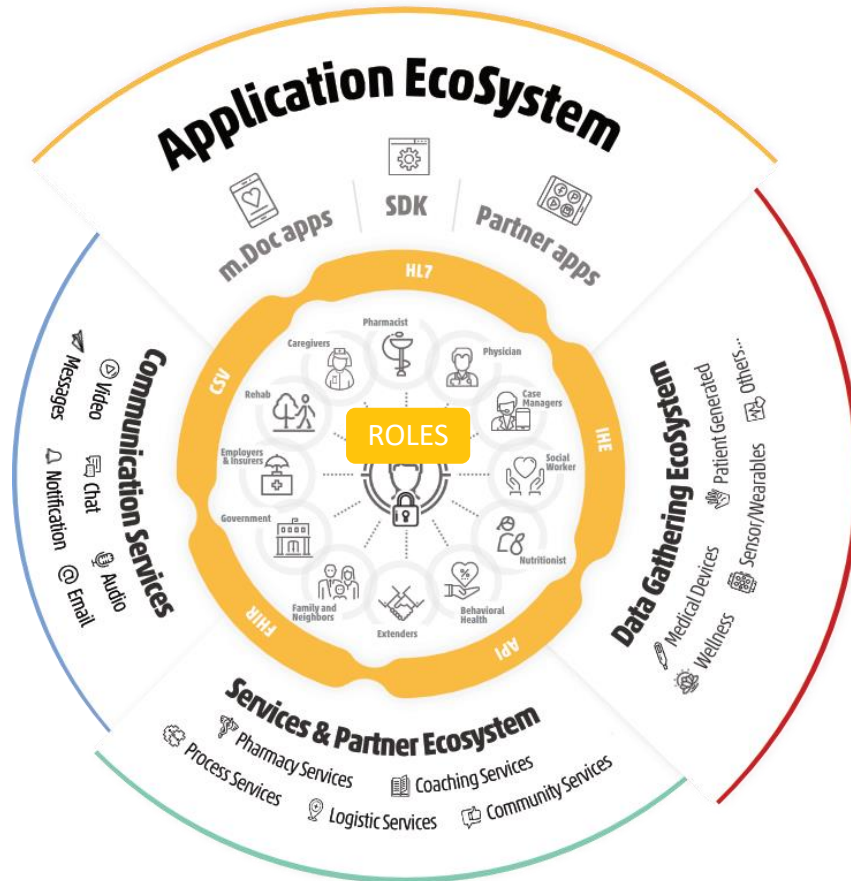 Application EcoSystem
m.Doc apps
SDK
Partner apps
HL7
IHE
API
FHIR
CSV
Pharmacist
Physician
Case
Managers
Social
Worker
Nutritionist
Behavioral
Health
Extenders
Family and
Neighbors
Government
Employers
& Insurers
Rehab
Caregivers
ROLES
Communication Services
Messages
Video
Notification
Chat
Email
Audio
Data Gathering EcoSystem
Medical Devices
Patient Generated
Wellness
Sensor/Wearables
Others...
Services & Partner Ecosystem
Pharmacy Services
Coaching Services
Process Services
Logistic Services
Community Services